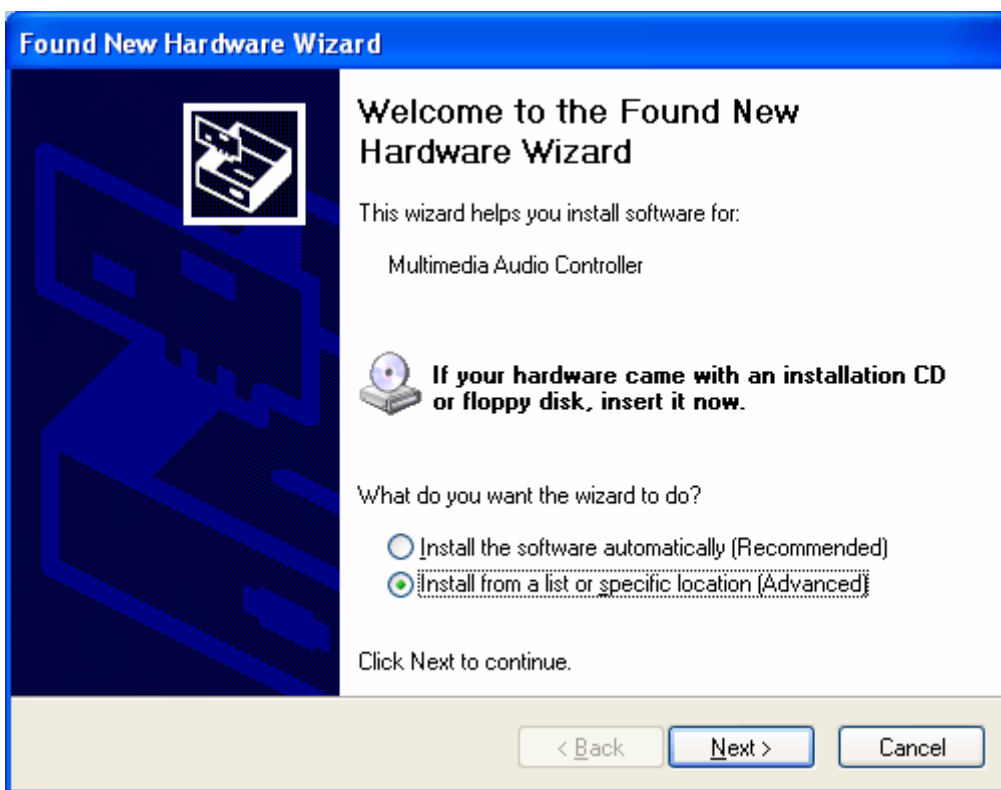 Found New Hardware Wizard
Welcome to the Found New
Hardware Wizard
This wizard helps you install software for:
Multimedia Audio Controller
If your hardware came with an installation CD
or floppy disk, insert it now.
What do you want the wizard to do?
Install the software automatically (Recommended)
Install from a list or specific location (Advanced)
Click Next to continue.
< Back Next > Cancel